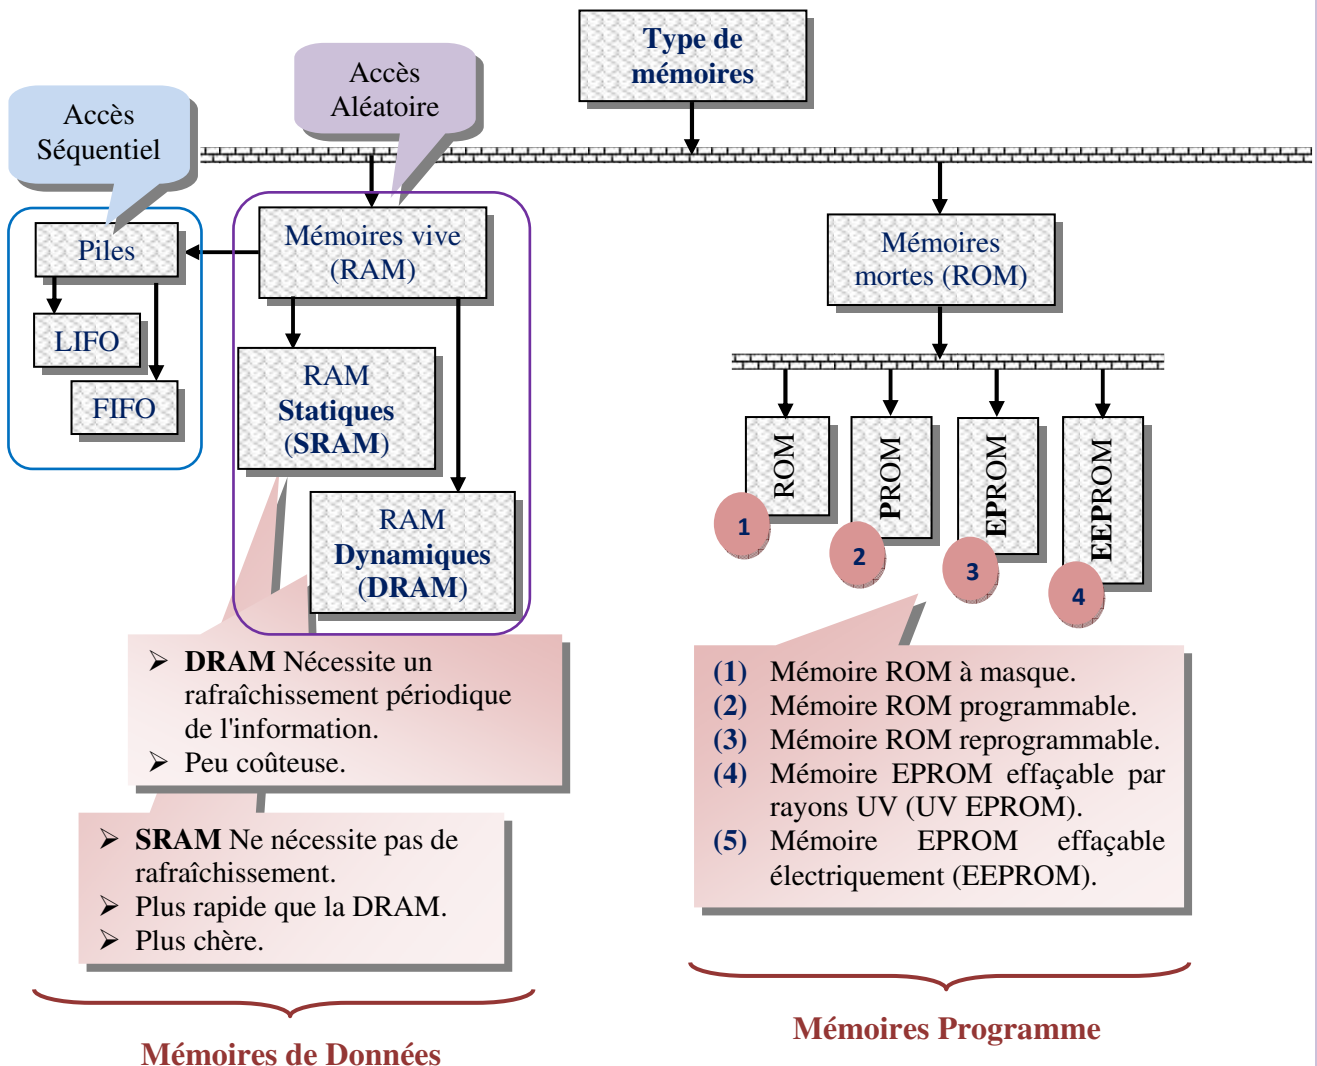 Type de
mémoires
Accès
Aléatoire
Accès
Séquentiel
Piles
LIFO
FIFO
Mémoires vive
(RAM)
RAM
Statiques
(SRAM)
RAM
Dynamiques
(DRAM)
Mémoires
mortes (ROM)
ROM
PROM
EPROM
EEPROM
1
2
3
4
➢ DRAM Nécessite un
rafraîchissement périodique
de l'information.
➢ Peu coûteuse.
➢ SRAM Ne nécessite pas de
rafraîchissement.
➢ Plus rapide que la DRAM.
➢ Plus chère.
(1) Mémoire ROM à masque.
(2) Mémoire ROM programmable.
(3) Mémoire ROM reprogrammable.
(4) Mémoire EPROM effaçable par
rayons UV (UV EPROM).
(5) Mémoire EPROM effaçable
électriquement (EEPROM).
Mémoires de Données
Mémoires Programme